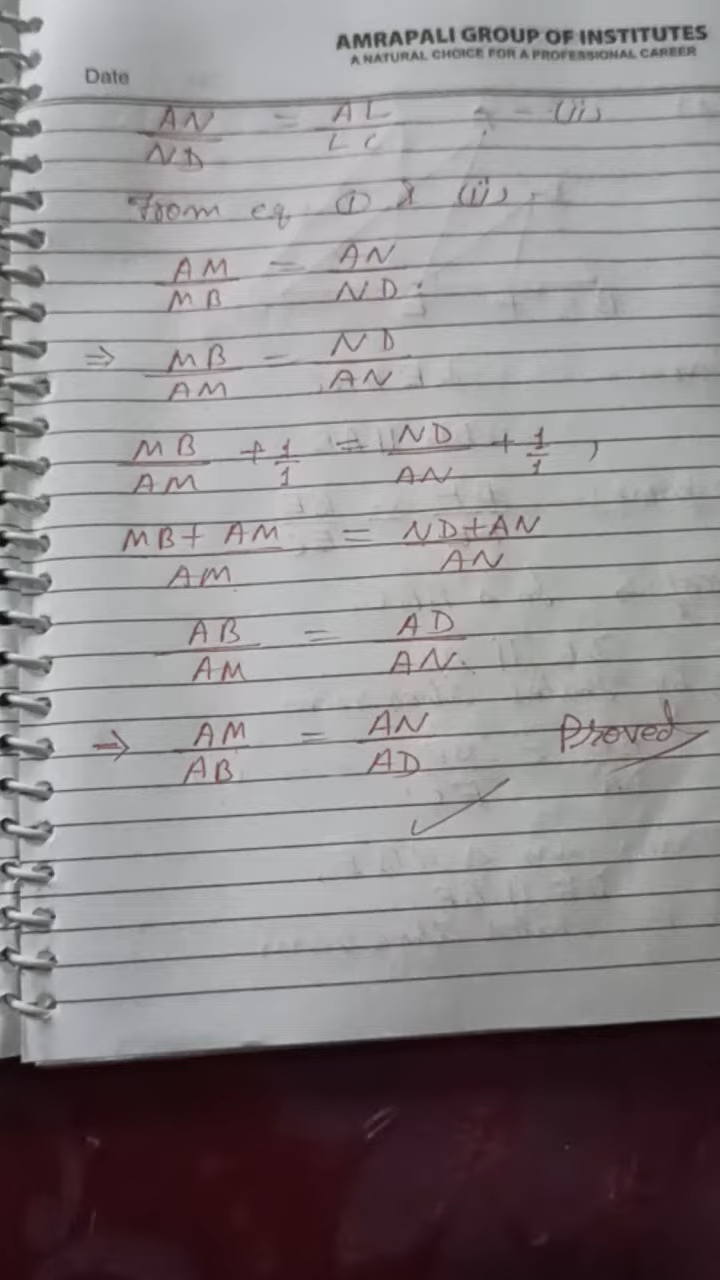 AMRAPALI GROUP OF INSTITUTES
A NATURAL CHOICE FOR A PROFESSIONAL CAREER
Date
AN/ND = AL/LC - (ii)
From eq. (i) & (ii),
AM/MB = AN/ND
⇒ MB/AM = ND/AN
MB/AM + 1/1 = ND/AN + 1/1,
MB + AM/AM = ND + AN/AN
AB/AM = AD/AN.
⇒ AM/AB = AN/AD Proved